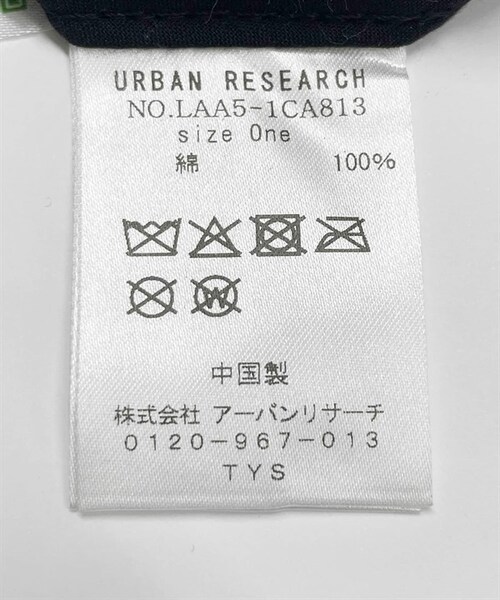 URBAN RESEARCH
NO.LAA5-1CA813
size One
綿 100%
W
中国製
株式会社 アーバンリサーチ
0120-967-013
TYS